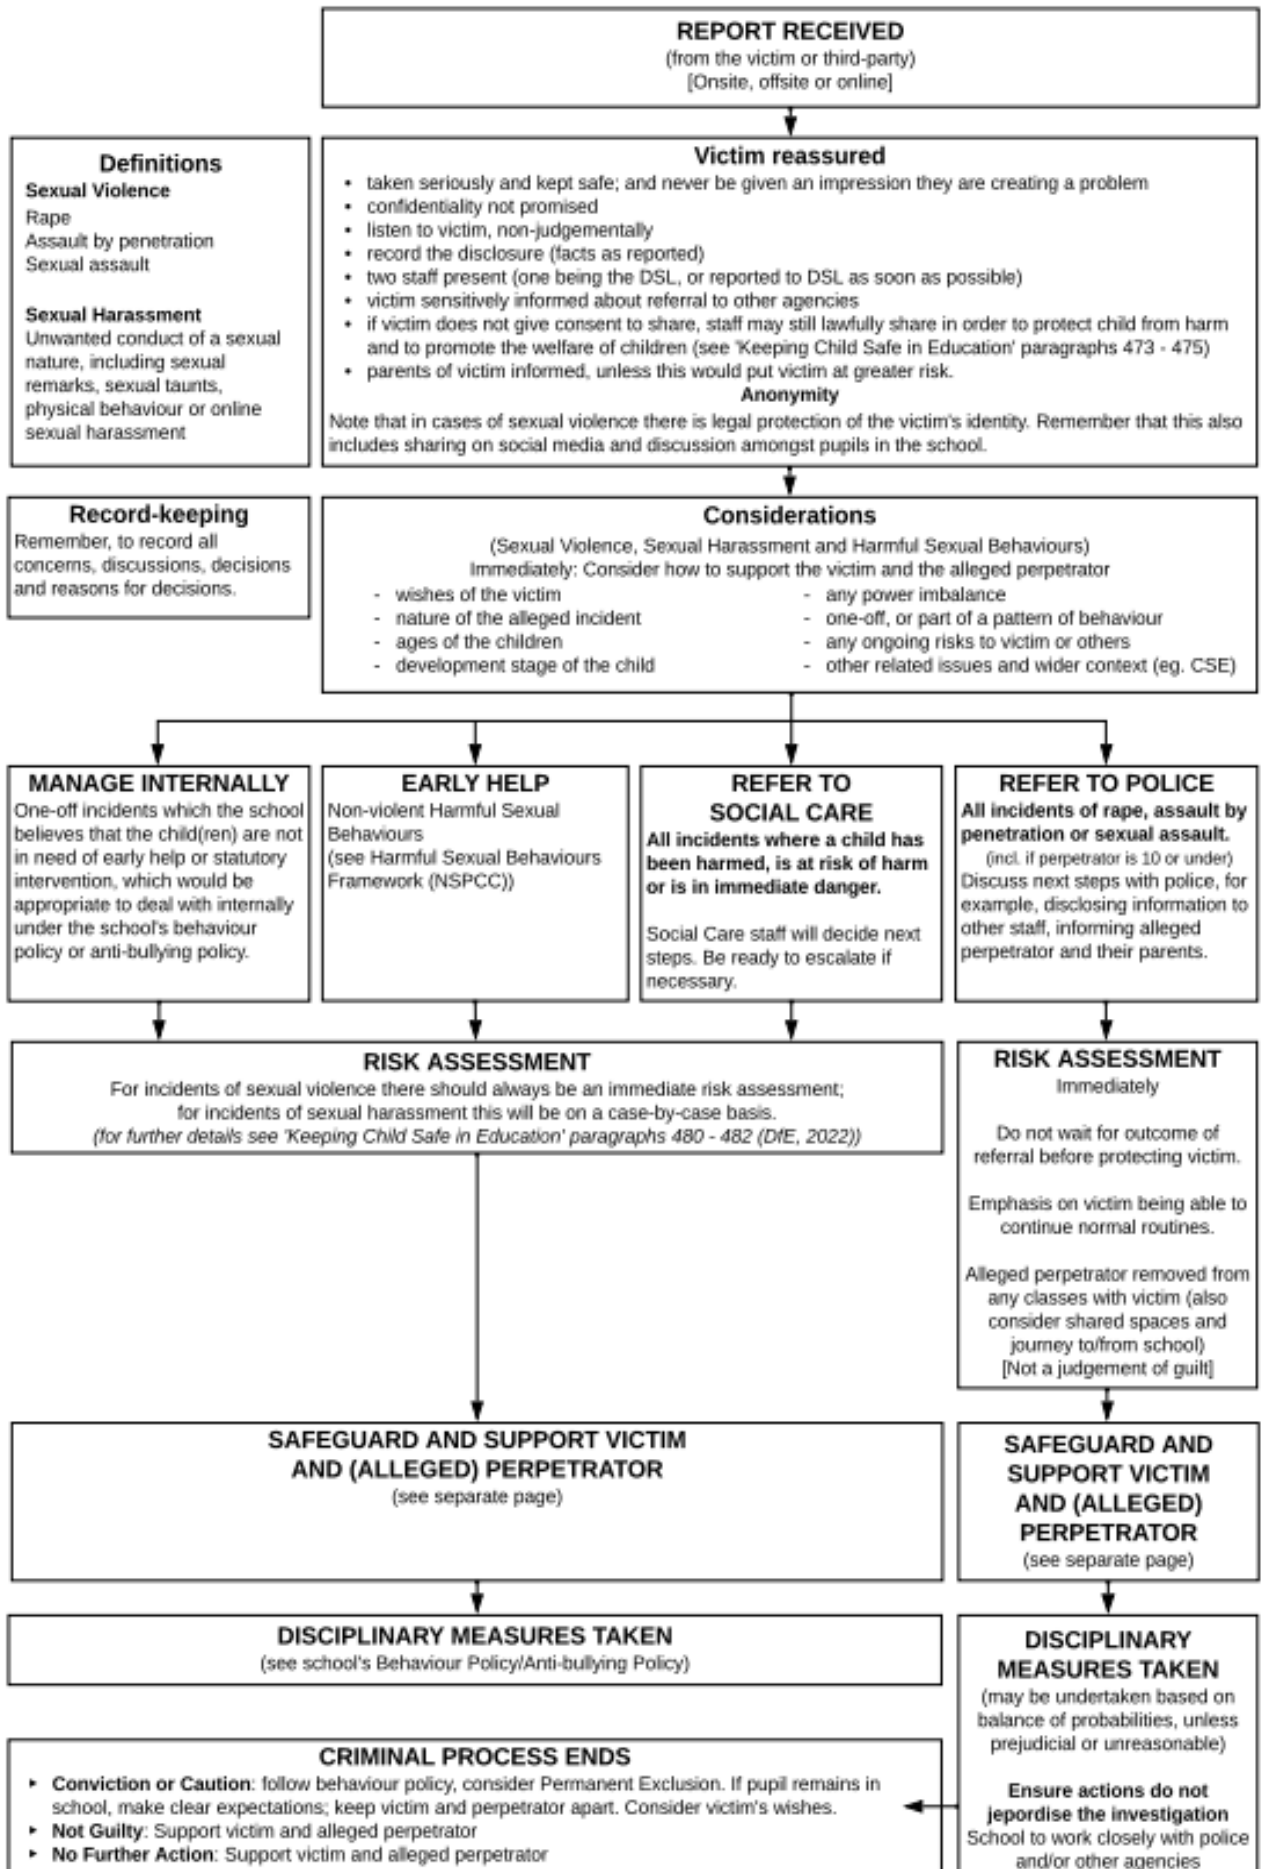 REPORT RECEIVED
(from the victim or third-party)
[Onsite, offsite or online]
Definitions
Sexual Violence
Rape
Assault by penetration
Sexual assault
Sexual Harassment
Unwanted conduct of a sexual
nature, including sexual
remarks, sexual taunts,
physical behaviour or online
sexual harassment
Victim reassured
• taken seriously and kept safe; and never be given an impression they are creating a problem
• confidentiality not promised
• listen to victim, non-judgementally
• record the disclosure (facts as reported)
• two staff present (one being the DSL, or reported to DSL as soon as possible)
• victim sensitively informed about referral to other agencies
• if victim does not give consent to share, staff may still lawfully share in order to protect child from harm
and to promote the welfare of children (see 'Keeping Child Safe in Education' paragraphs 473 - 475)
• parents of victim informed, unless this would put victim at greater risk.
Anonymity
Note that in cases of sexual violence there is legal protection of the victim's identity. Remember that this also
includes sharing on social media and discussion amongst pupils in the school.
Record-keeping
Remember, to record all
concerns, discussions, decisions
and reasons for decisions.
Considerations
(Sexual Violence, Sexual Harassment and Harmful Sexual Behaviours)
Immediately: Consider how to support the victim and the alleged perpetrator
- wishes of the victim
- nature of the alleged incident
- ages of the children
- development stage of the child
- any power imbalance
- one-off, or part of a pattern of behaviour
- any ongoing risks to victim or others
- other related issues and wider context (eg. CSE)
MANAGE INTERNALLY
One-off incidents which the school
believes that the child(ren) are not
in need of early help or statutory
intervention, which would be
appropriate to deal with internally
under the school's behaviour
policy or anti-bullying policy.
EARLY HELP
Non-violent Harmful Sexual
Behaviours
(see Harmful Sexual Behaviours
Framework (NSPCC))
REFER TO
SOCIAL CARE
All incidents where a child has
been harmed, is at risk of harm
or is in immediate danger.
Social Care staff will decide next
steps. Be ready to escalate if
necessary.
REFER TO POLICE
All incidents of rape, assault by
penetration or sexual assault.
(incl. if perpetrator is 10 or under)
Discuss next steps with police, for
example, disclosing information to
other staff, informing alleged
perpetrator and their parents.
RISK ASSESSMENT
For incidents of sexual violence there should always be an immediate risk assessment;
for incidents of sexual harassment this will be on a case-by-case basis.
(for further details see 'Keeping Child Safe in Education' paragraphs 480 - 482 (DfE, 2022))
RISK ASSESSMENT
Immediately
Do not wait for outcome of
referral before protecting victim.
Emphasis on victim being able to
continue normal routines.
Alleged perpetrator removed from
any classes with victim (also
consider shared spaces and
journey to/from school)
[Not a judgement of guilt]
SAFEGUARD AND SUPPORT VICTIM
AND (ALLEGED) PERPETRATOR
(see separate page)
SAFEGUARD AND
SUPPORT VICTIM
AND (ALLEGED)
PERPETRATOR
(see separate page)
DISCIPLINARY MEASURES TAKEN
(see school's Behaviour Policy/Anti-bullying Policy)
DISCIPLINARY
MEASURES TAKEN
(may be undertaken based on
balance of probabilities, unless
prejudicial or unreasonable)
Ensure actions do not
jepordise the investigation
School to work closely with police
and/or other agencies
CRIMINAL PROCESS ENDS
‣ Conviction or Caution: follow behaviour policy, consider Permanent Exclusion. If pupil remains in
school, make clear expectations; keep victim and perpetrator apart. Consider victim's wishes.
‣ Not Guilty: Support victim and alleged perpetrator
‣ No Further Action: Support victim and alleged perpetrator